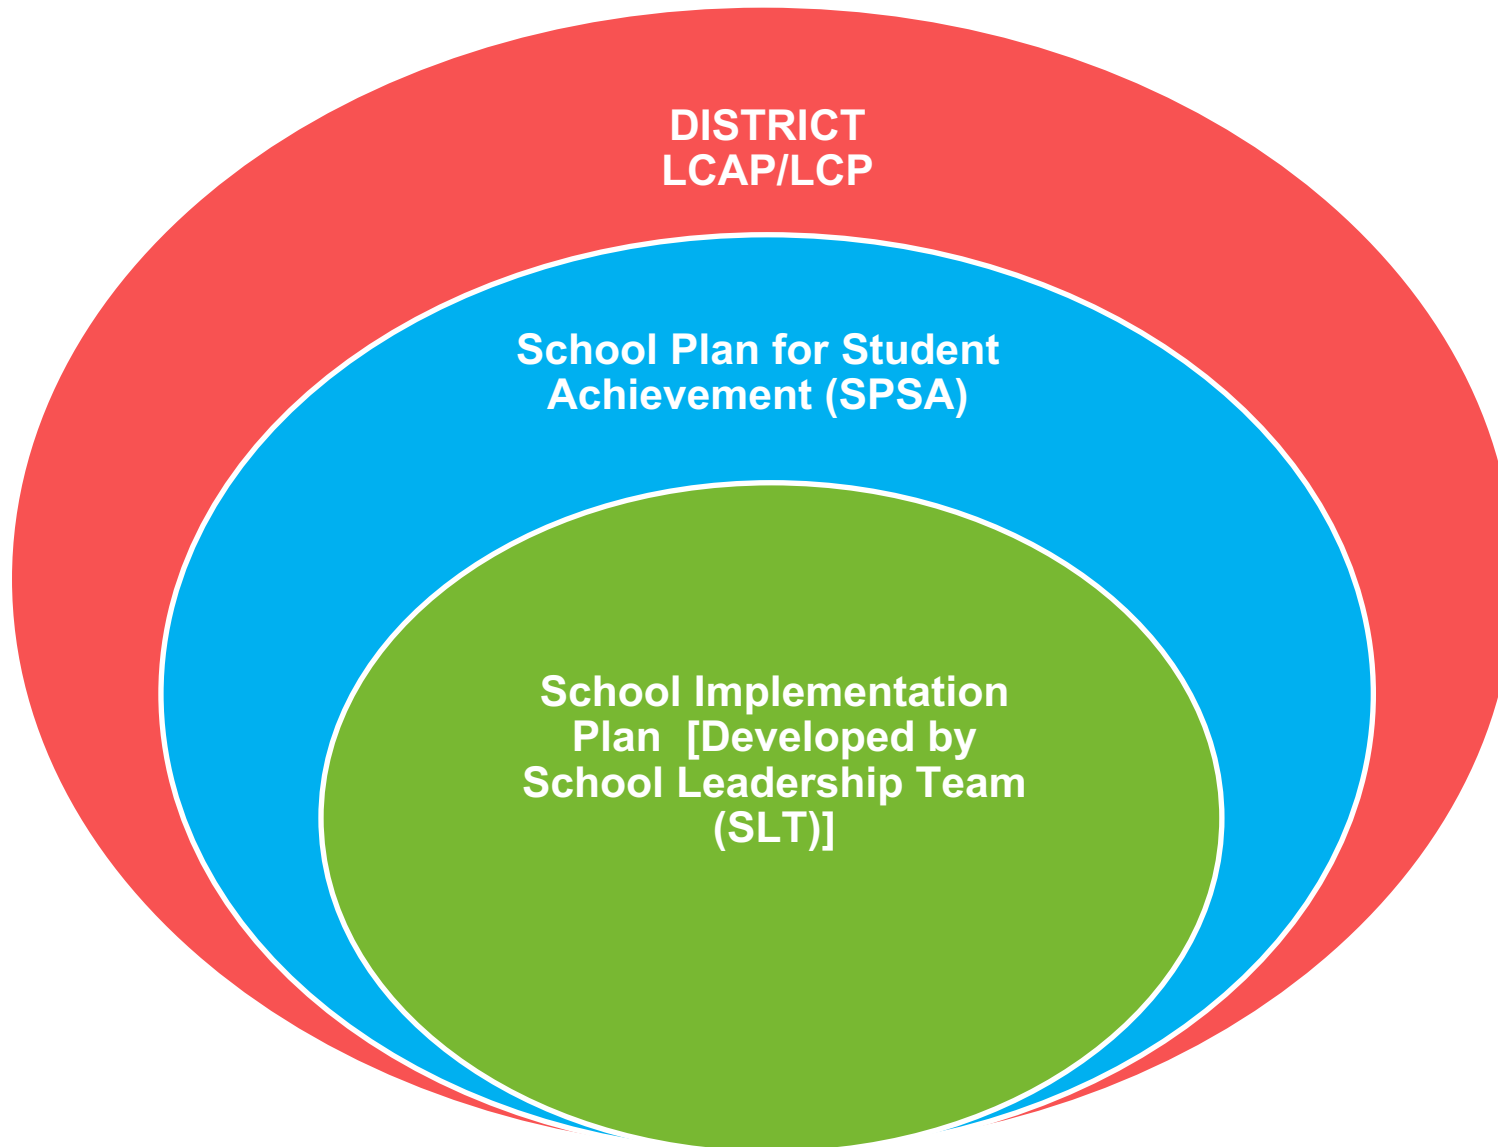 DISTRICT
LCAP/LCP
School Plan for Student
Achievement (SPSA)
School Implementation
Plan  [Developed by
School Leadership Team
(SLT)]